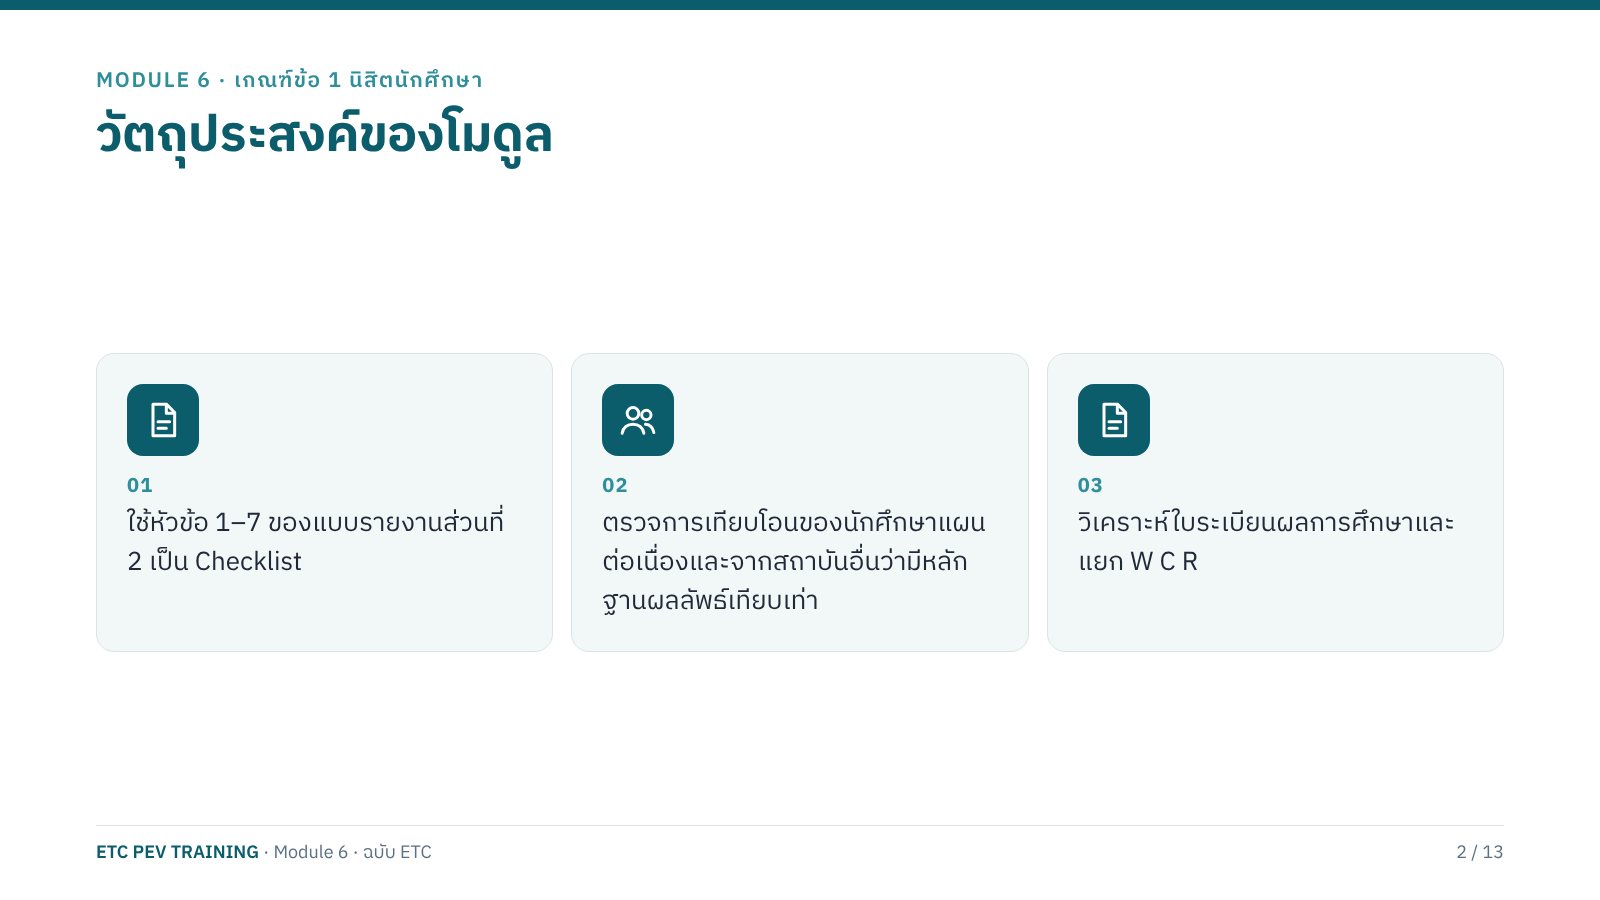 MODULE 6 · เกณฑ์ข้อ 1 นิสิตนักศึกษา
วัตถุประสงค์ของโมดูล
01
ใช้หัวข้อ 1–7 ของแบบรายงานส่วนที่
2 เป็น Checklist
02
ตรวจการเทียบโอนของนักศึกษาแผน
ต่อเนื่องและจากสถาบันอื่นว่ามีหลัก
ฐานผลลัพธ์เทียบเท่า
03
วิเคราะห์ใบระเบียนผลการศึกษาและ
แยก W C R
ETC PEV TRAINING · Module 6 · ฉบับ ETC
2 / 13